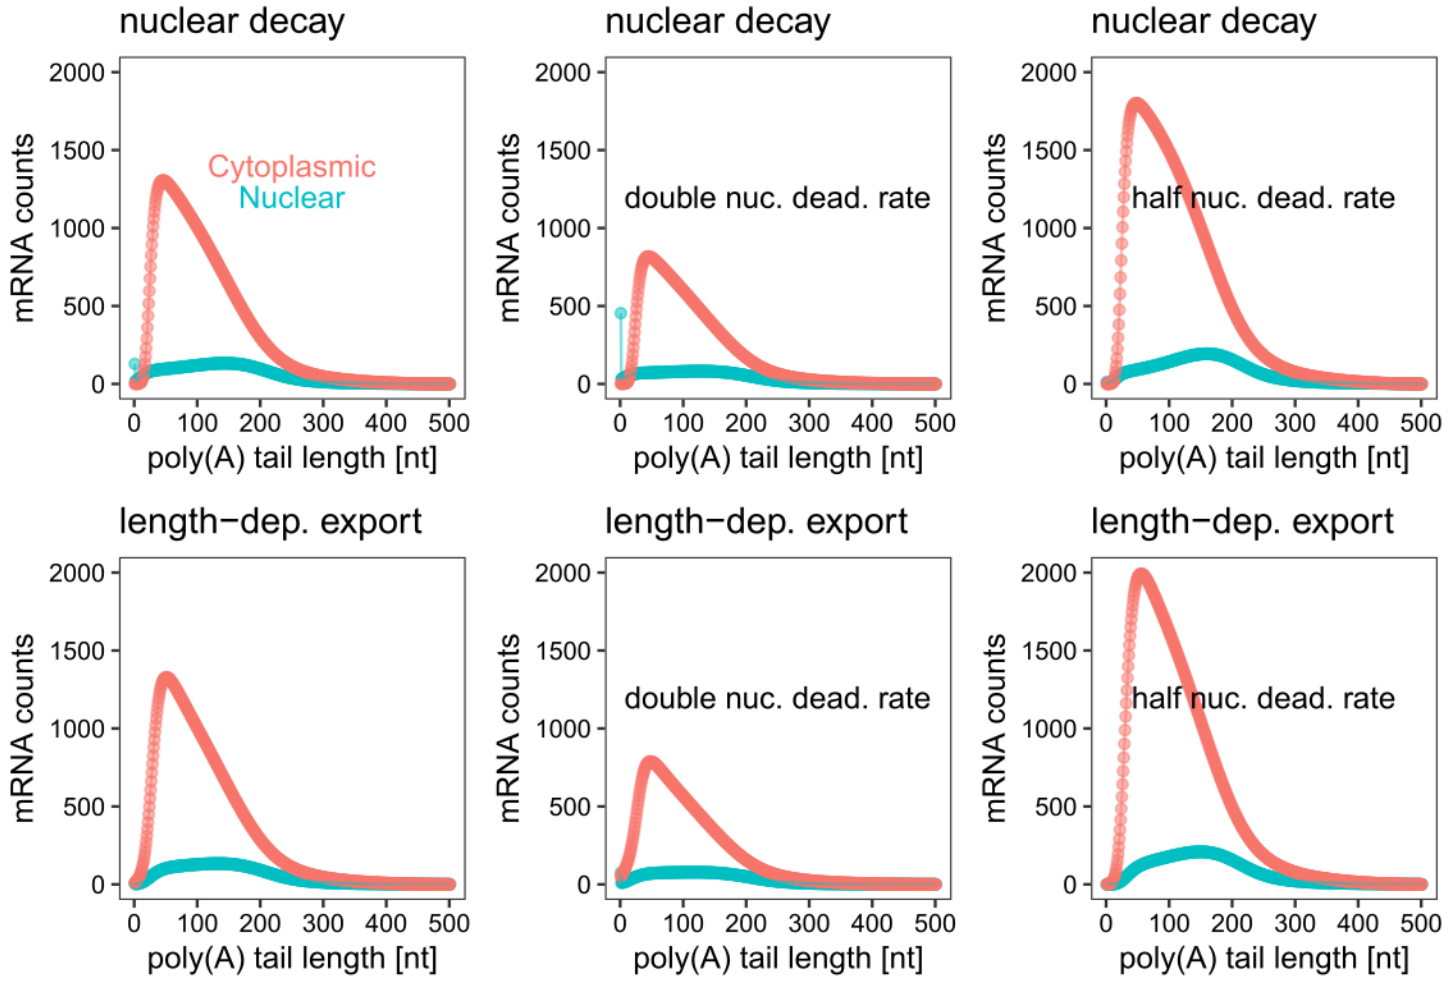 nuclear decay
2000
1500
1000
500
0
mRNA counts
Cytoplasmic
Nuclear
0 100 200 300 400 500
poly(A) tail length [nt]
nuclear decay
2000
1500
1000
500
0
mRNA counts
double nuc. dead. rate
0 100 200 300 400 500
poly(A) tail length [nt]
nuclear decay
2000
1500
1000
500
0
mRNA counts
half nuc. dead. rate
0 100 200 300 400 500
poly(A) tail length [nt]
length−dep. export
2000
1500
1000
500
0
mRNA counts
0 100 200 300 400 500
poly(A) tail length [nt]
length−dep. export
2000
1500
1000
500
0
mRNA counts
double nuc. dead. rate
0 100 200 300 400 500
poly(A) tail length [nt]
length−dep. export
2000
1500
1000
500
0
mRNA counts
half nuc. dead. rate
0 100 200 300 400 500
poly(A) tail length [nt]